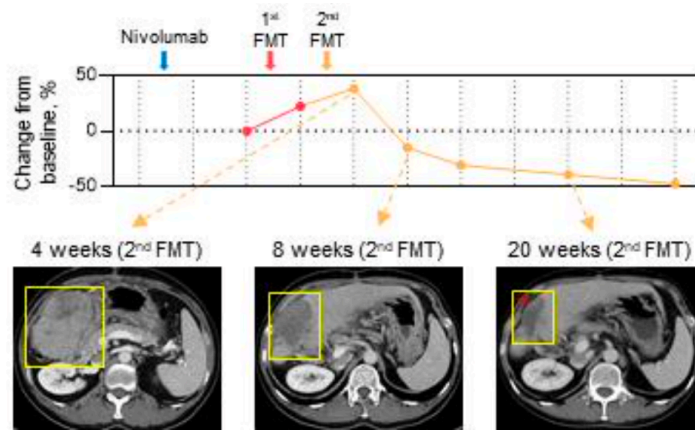 Nivolumab
1st FMT
2nd FMT
Change from
baseline, %
50
0
-50
4 weeks (2nd FMT)
8 weeks (2nd FMT)
20 weeks (2nd FMT)